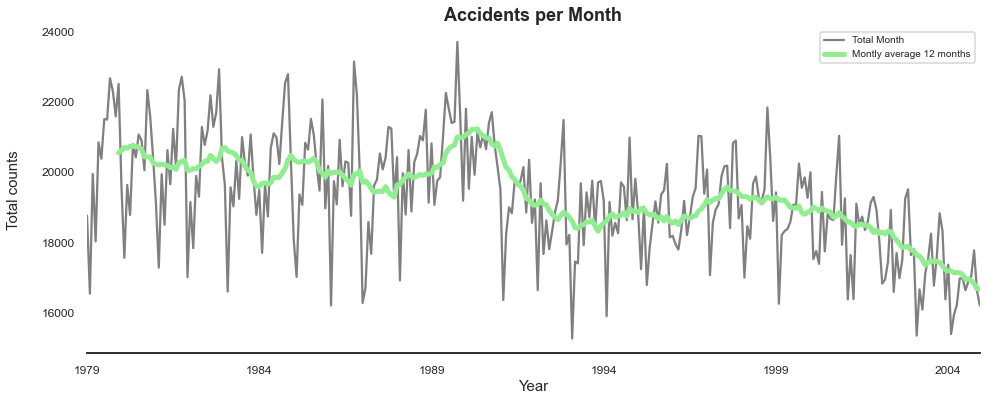 Accidents per Month
Total Month
Montly average 12 months
24000
22000
20000
18000
16000
Total counts
1979
1984
1989
1994
1999
2004
Year